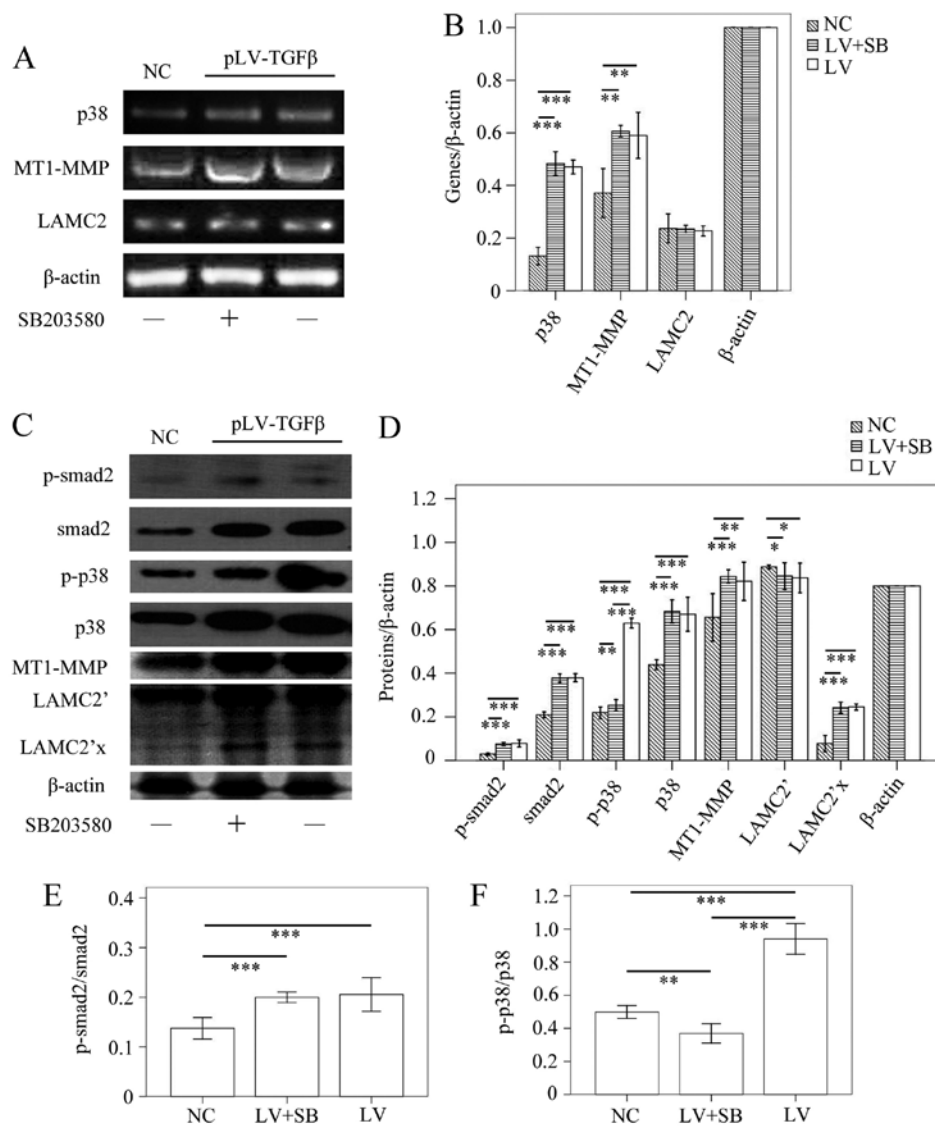 A
NC
pLV-TGFβ
p38
MT1-MMP
LAMC2
β-actin
SB203580
—
+
—
B
NC
LV+SB
LV
Genes/β-actin
1.0
0.8
0.6
0.4
0.2
0
***
***
**
**
p38
MT1-MMP
LAMC2
β-actin
C
NC
pLV-TGFβ
p-smad2
smad2
p-p38
p38
MT1-MMP
LAMC2'
LAMC2'x
β-actin
SB203580
—
+
—
D
NC
LV+SB
LV
Proteins/β-actin
1.2
1.0
0.8
0.6
0.4
0.2
0
***
***
***
***
***
***
**
***
***
**
***
*
*
***
***
p-smad2
smad2
p-p38
p38
MT1-MMP
LAMC2'
LAMC2'x
β-actin
E
p-smad2/smad2
0.4
0.3
0.2
0.1
0
***
***
NC
LV+SB
LV
F
p-p38/p38
1.2
1.0
0.8
0.6
0.4
0.2
0
***
***
**
NC
LV+SB
LV